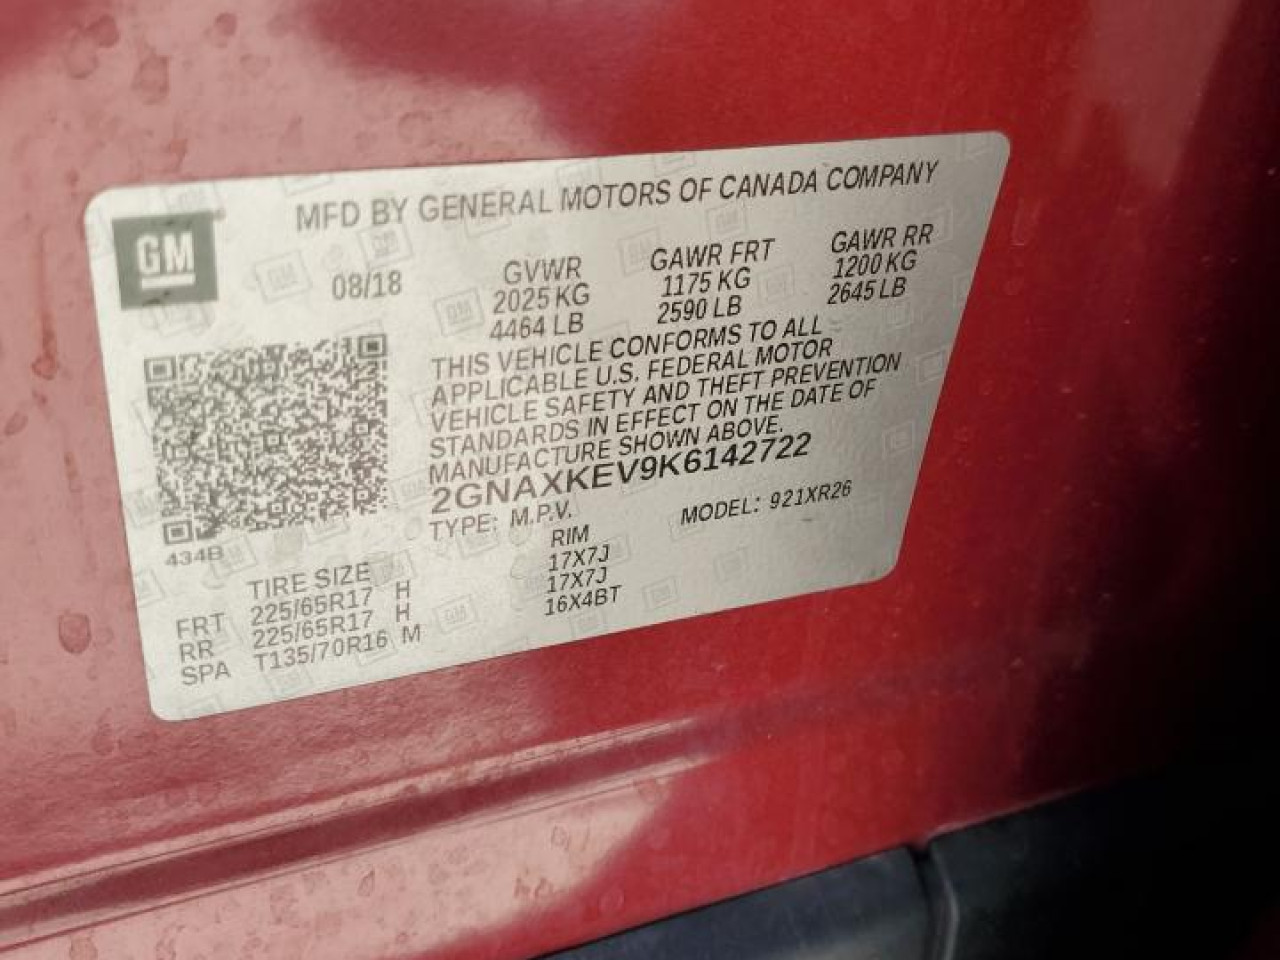 MFD BY GENERAL MOTORS OF CANADA COMPANY
GM
08/18
GVWR GAWR FRT GAWR RR
2025 KG 1175 KG 1200 KG
4464 LB 2590 LB 2645 LB
THIS VEHICLE CONFORMS TO ALL
APPLICABLE U.S. FEDERAL MOTOR
VEHICLE SAFETY AND THEFT PREVENTION
STANDARDS IN EFFECT ON THE DATE OF
MANUFACTURE SHOWN ABOVE.
2GNAXKEV9K6142722
TYPE: M.P.V. MODEL: 921XR26
434B
TIRE SIZE RIM
FRT 225/65R17 H 17X7J
RR 225/65R17 H 17X7J
SPA T135/70R16 M 16X4BT